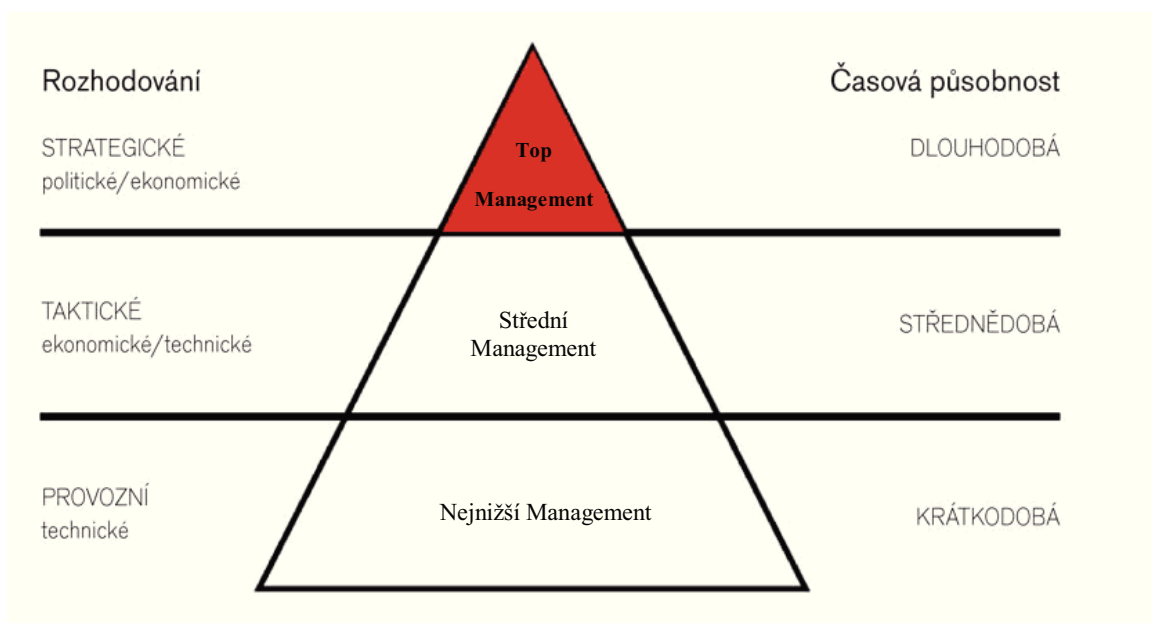 Rozhodování
Časová působnost
STRATEGICKÉ
politické/ekonomické
Top
Management
DLOUHODOBÁ
TAKTICKÉ
ekonomické/technické
Střední
Management
STŘEDNĚDOBÁ
PROVOZNÍ
technické
Nejnižší Management
KRÁTKODOBÁ